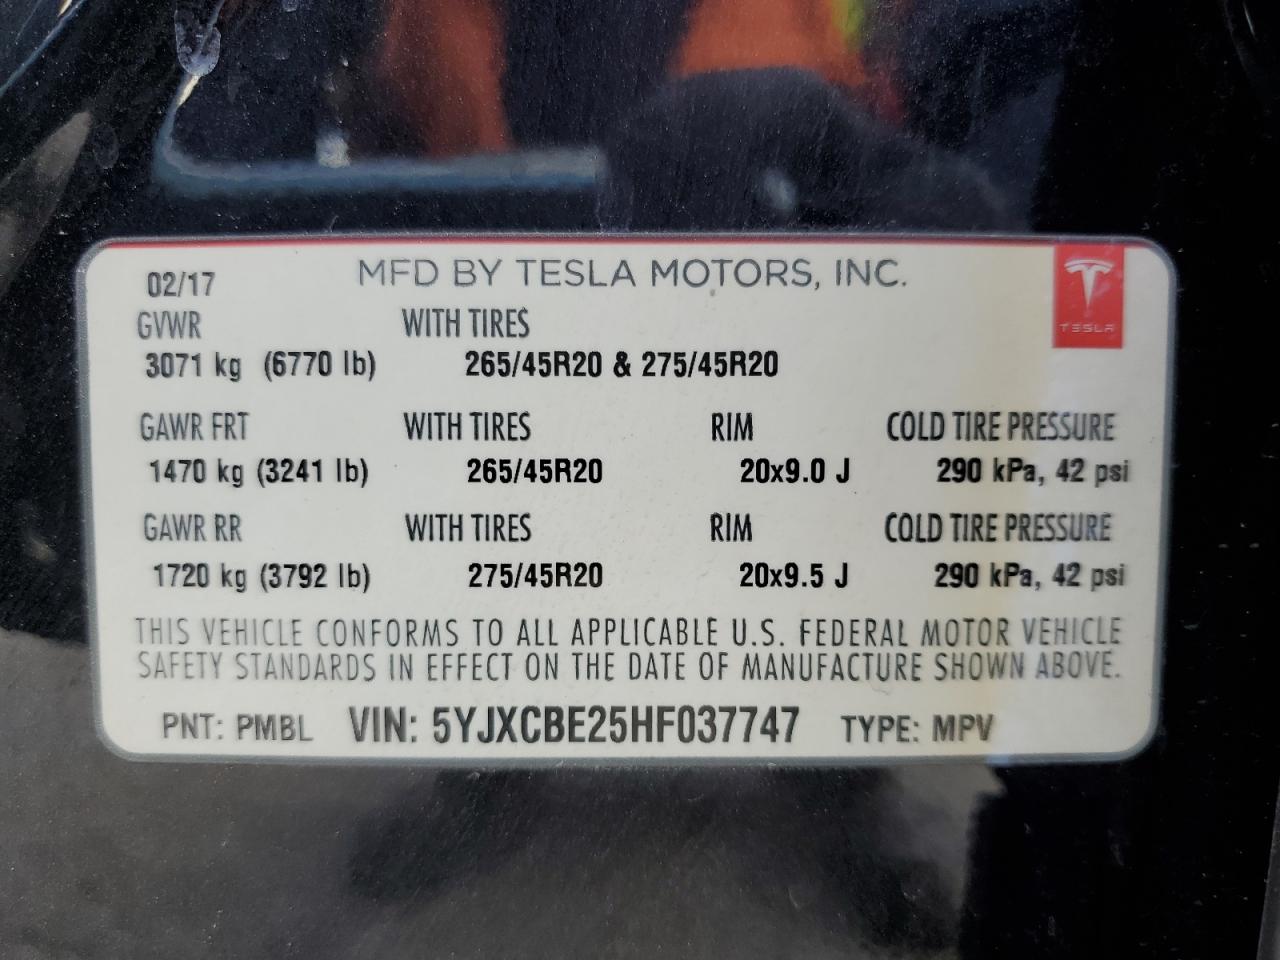 02/17 MFD BY TESLA MOTORS, INC.
TESLA
GVWR WITH TIRES
3071 kg (6770 lb) 265/45R20 & 275/45R20
GAWR FRT WITH TIRES RIM COLD TIRE PRESSURE
1470 kg (3241 lb) 265/45R20 20x9.0 J 290 kPa, 42 psi
GAWR RR WITH TIRES RIM COLD TIRE PRESSURE
1720 kg (3792 lb) 275/45R20 20x9.5 J 290 kPa, 42 psi
THIS VEHICLE CONFORMS TO ALL APPLICABLE U.S. FEDERAL MOTOR VEHICLE
SAFETY STANDARDS IN EFFECT ON THE DATE OF MANUFACTURE SHOWN ABOVE.
PNT: PMBL VIN: 5YJXCBE25HF037747 TYPE: MPV